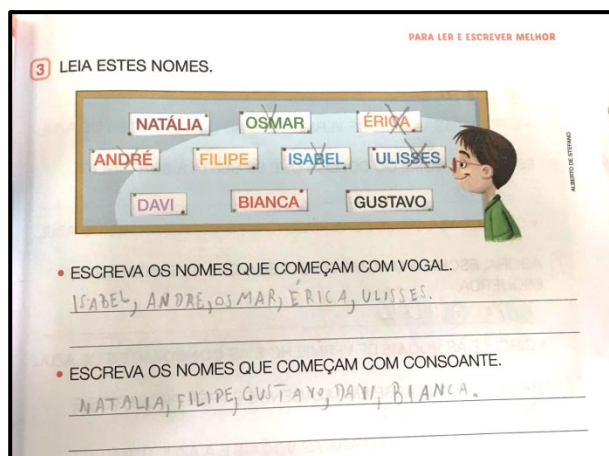 PARA LER E ESCREVER MELHOR
3 LEIA ESTES NOMES.
NATÁLIA OSMAR ÉRICA
ANDRÉ FILIPE ISABEL ULISSES
DAVI BIANCA GUSTAVO
ALBERTO DE STEFANO
• ESCREVA OS NOMES QUE COMEÇAM COM VOGAL.
ISABEL, ANDRÉ, OSMAR, ÉRICA, ULISSES.
• ESCREVA OS NOMES QUE COMEÇAM COM CONSOANTE.
NATALIA, FILIPE, GUSTAVO, DAVI, BIANCA.